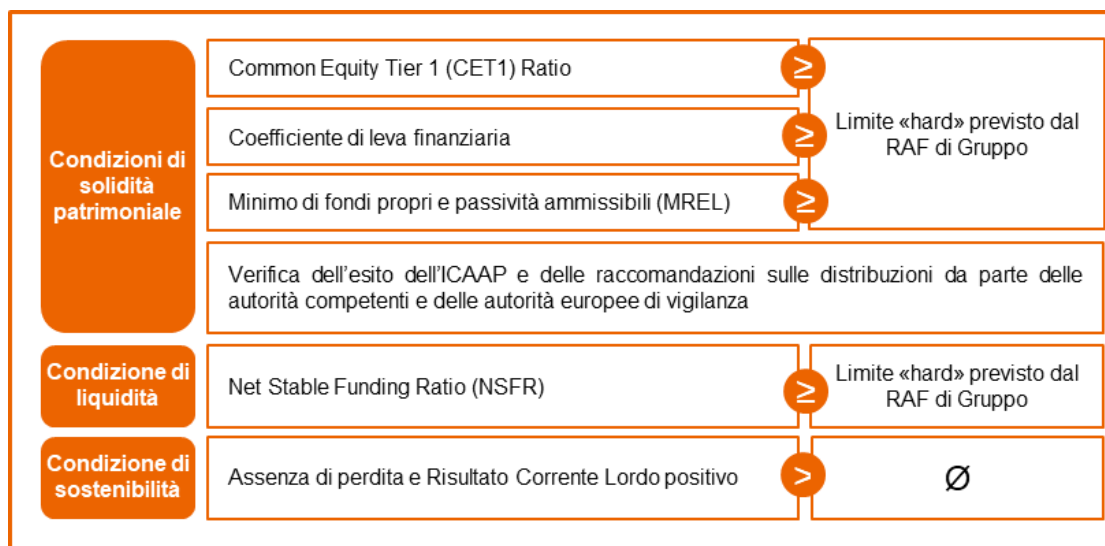 Condizioni di
solidità
patrimoniale
Common Equity Tier 1 (CET1) Ratio
≥
Coefficiente di leva finanziaria
≥
Minimo di fondi propri e passività ammissibili (MREL)
≥
Limite «hard» previsto dal
RAF di Gruppo
Verifica dell'esito dell'ICAAP e delle raccomandazioni sulle distribuzioni da parte delle
autorità competenti e delle autorità europee di vigilanza
Condizione di
liquidità
Net Stable Funding Ratio (NSFR)
≥
Limite «hard» previsto dal
RAF di Gruppo
Condizione di
sostenibilità
Assenza di perdita e Risultato Corrente Lordo positivo
>
Ø